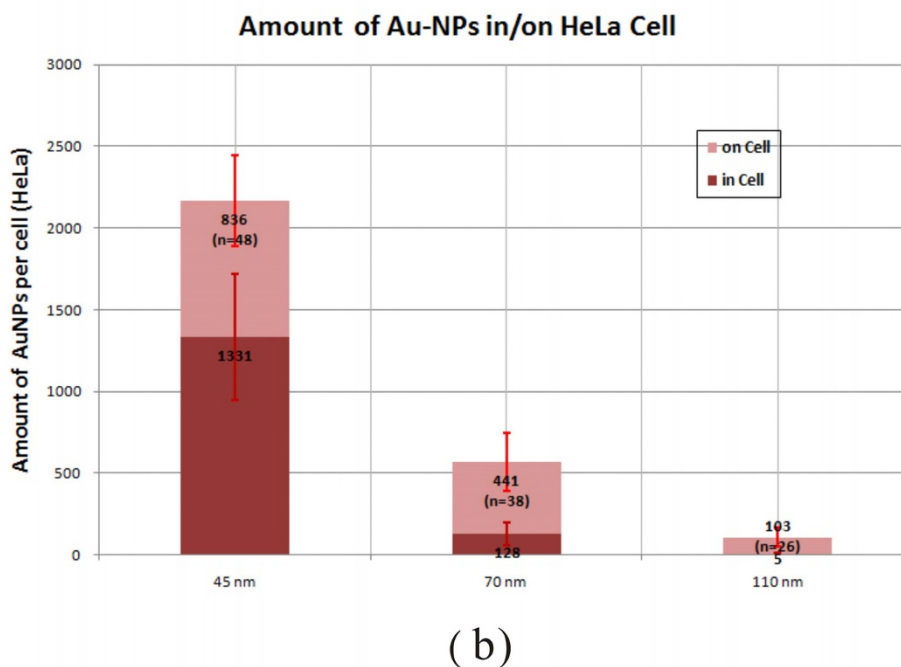 Amount of Au-NPs in/on HeLa Cell
Amount of AuNPs per cell (HeLa)
3000
2500
2000
1500
1000
500
0
on Cell
in Cell
836
(n=48)
1331
441
(n=38)
128
103
(n=26)
5
45 nm
70 nm
110 nm
( b)